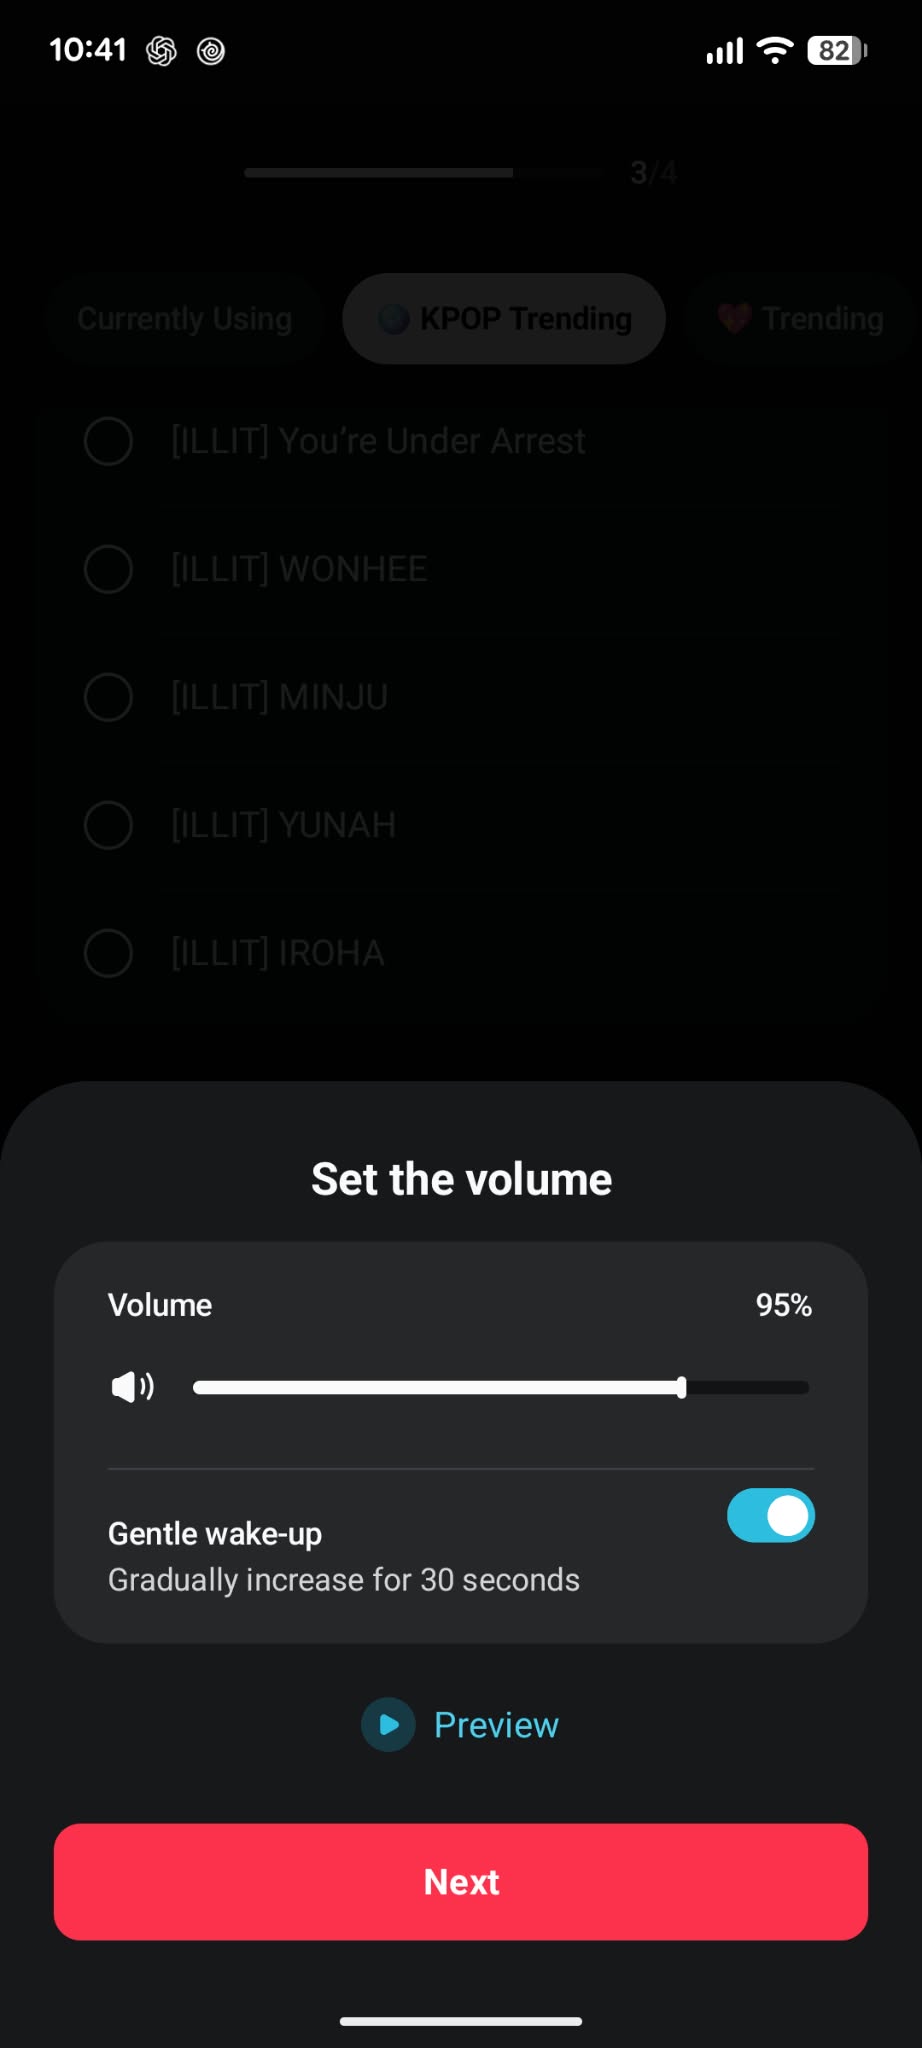 10:41
82
3/4
Currently Using
KPOP Trending
Trending
[ILLIT] You’re Under Arrest
[ILLIT] WONHEE
[ILLIT] MINJU
[ILLIT] YUNAH
[ILLIT] IROHA
Set the volume
Volume
95%
Gentle wake-up
Gradually increase for 30 seconds
Preview
Next